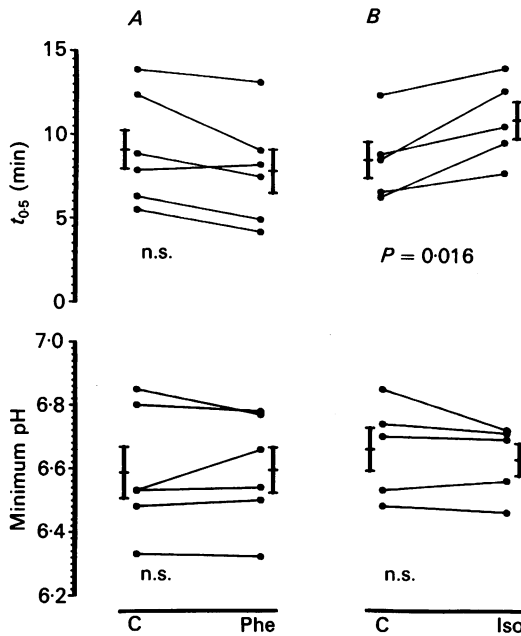 A
B
15
10
5
0
t0·5 (min)
n.s.
P = 0·016
7·0
6·8
6·6
6·4
6·2
Minimum pH
n.s.
n.s.
C Phe C Iso